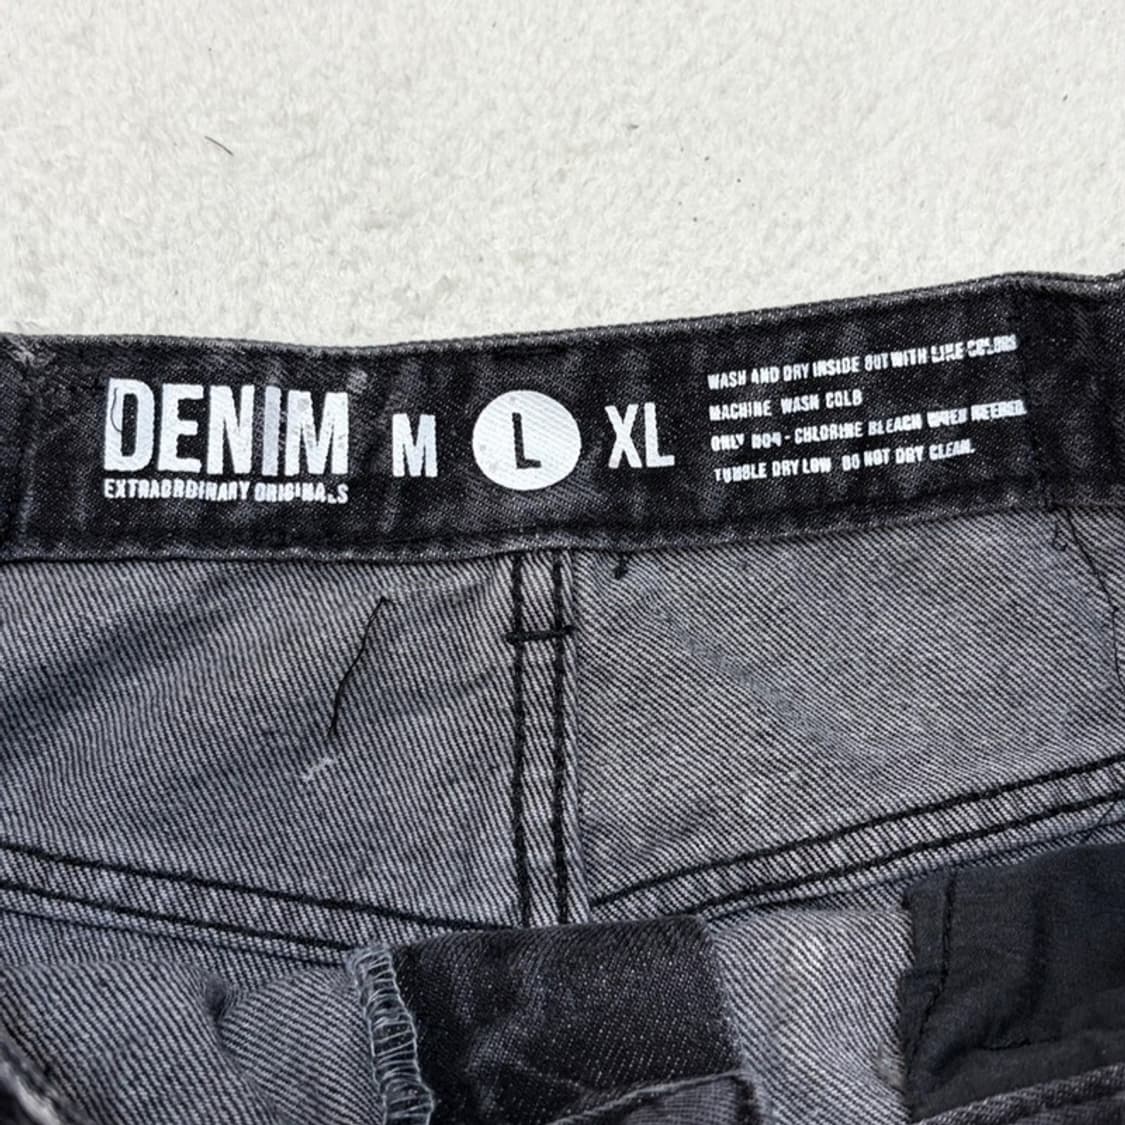 DENIM
EXTRAORDINARY ORIGINALS
M L XL
WASH AND DRY INSIDE OUT WITH LIKE COLORS
MACHINE WASH COLD
ONLY NON - CHLORINE BLEACH WHEN NEEDED
TUMBLE DRY LOW DO NOT DRY CLEAN.